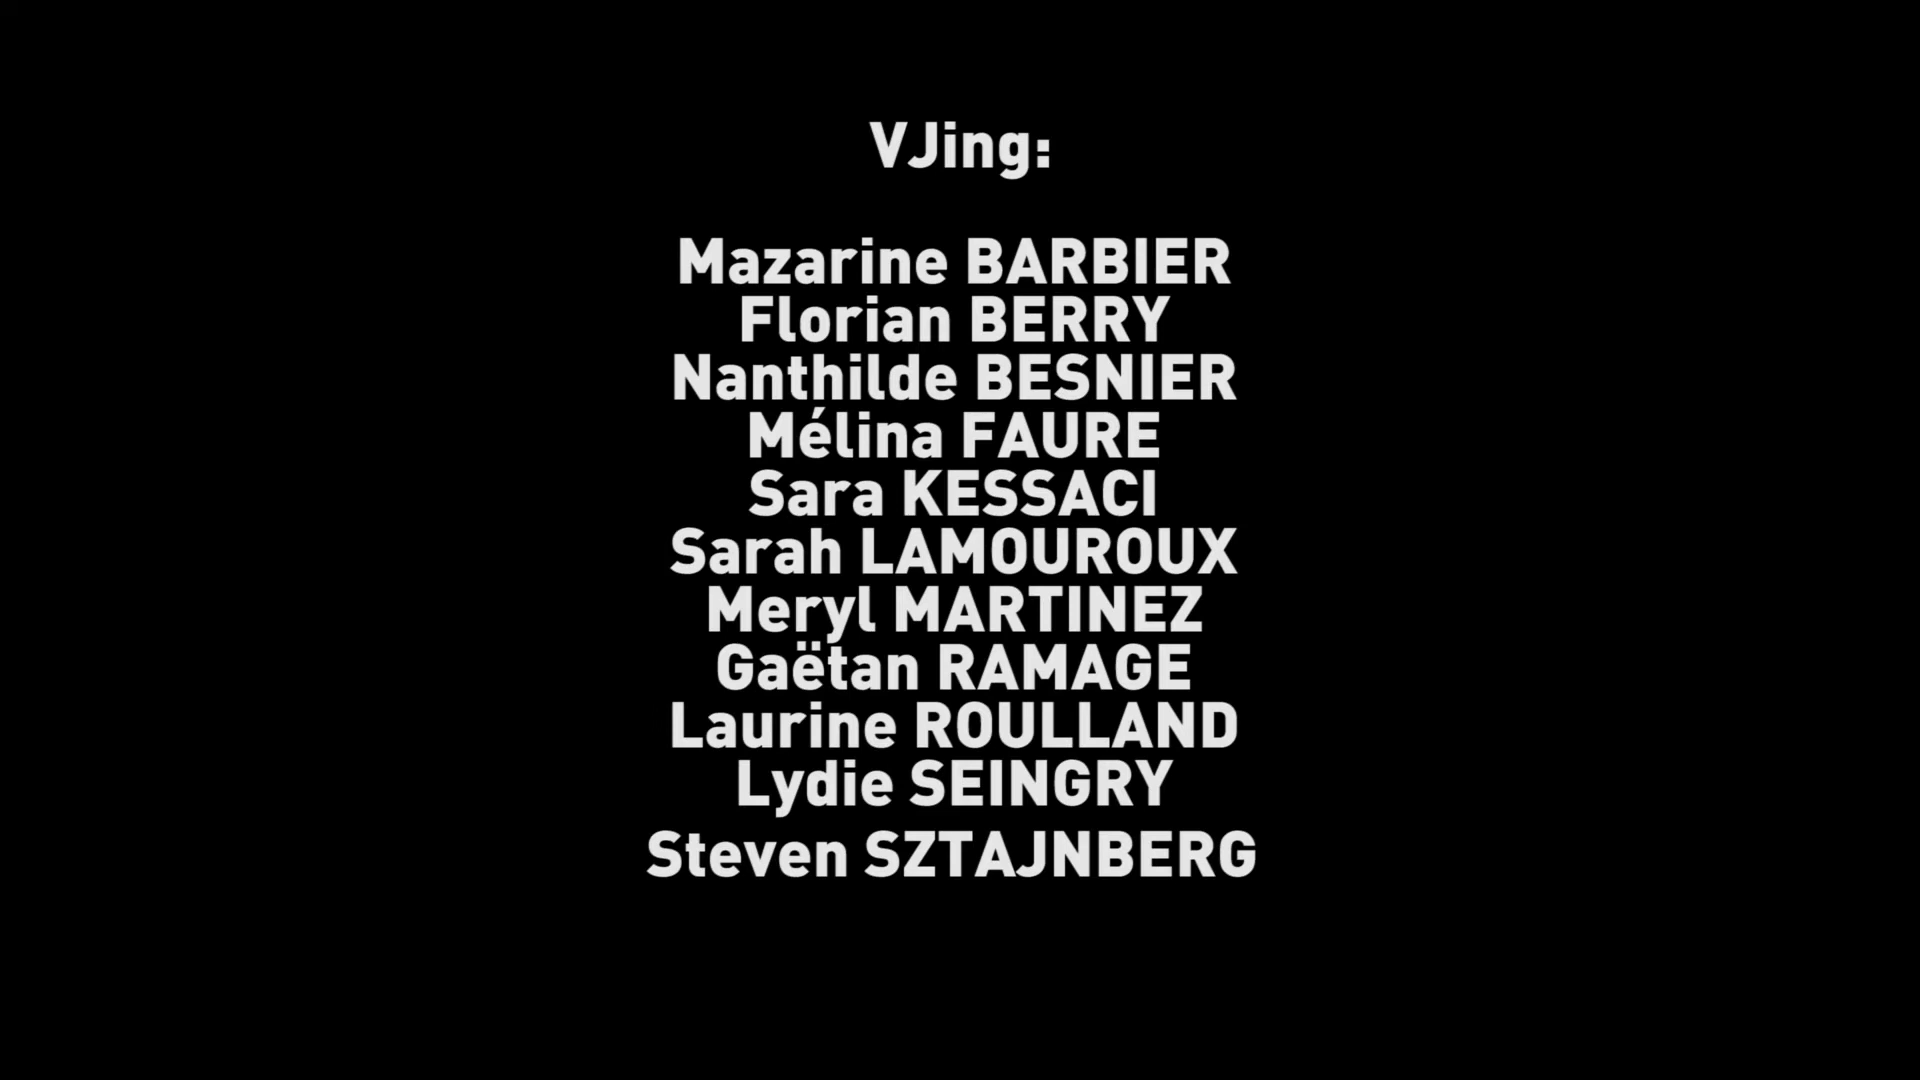 VJing:
Mazarine BARBIER
Florian BERRY
Nanthilde BESNIER
Mélina FAURE
Sara KESSACI
Sarah LAMOUROUX
Meryl MARTINEZ
Gaëtan RAMAGE
Laurine ROULLAND
Lydie SEINGRY
Steven SZTAJNBERG